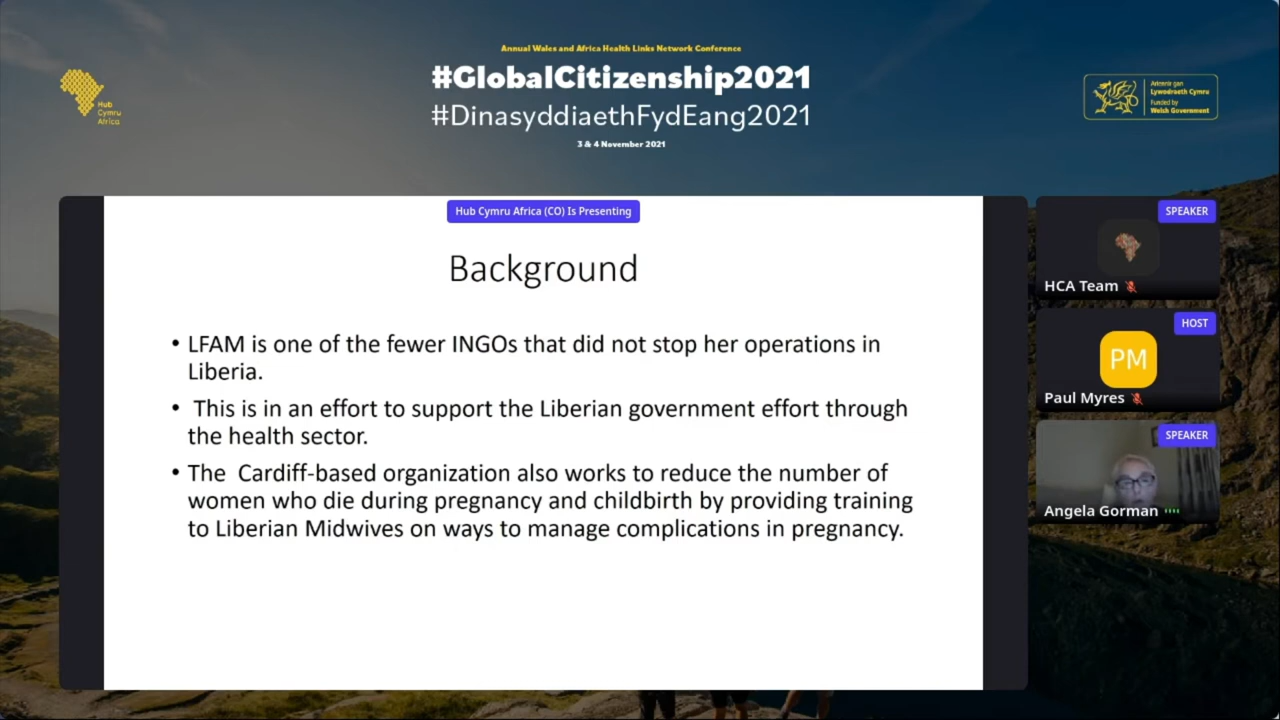 Annual Wales and Africa Health Links Network Conference
#GlobalCitizenship2021
#DinasyddiaethFydEang2021
3 & 4 November 2021
Hub
Cymru
Africa
Ariennir gan
Lywodraeth Cymru
Funded by
Welsh Government
Hub Cymru Africa (CO) Is Presenting
Background
• LFAM is one of the fewer INGOs that did not stop her operations in
Liberia.
• This is in an effort to support the Liberian government effort through
the health sector.
• The Cardiff-based organization also works to reduce the number of
women who die during pregnancy and childbirth by providing training
to Liberian Midwives on ways to manage complications in pregnancy.
SPEAKER
HCA Team
HOST
PM
Paul Myres
SPEAKER
Angela Gorman